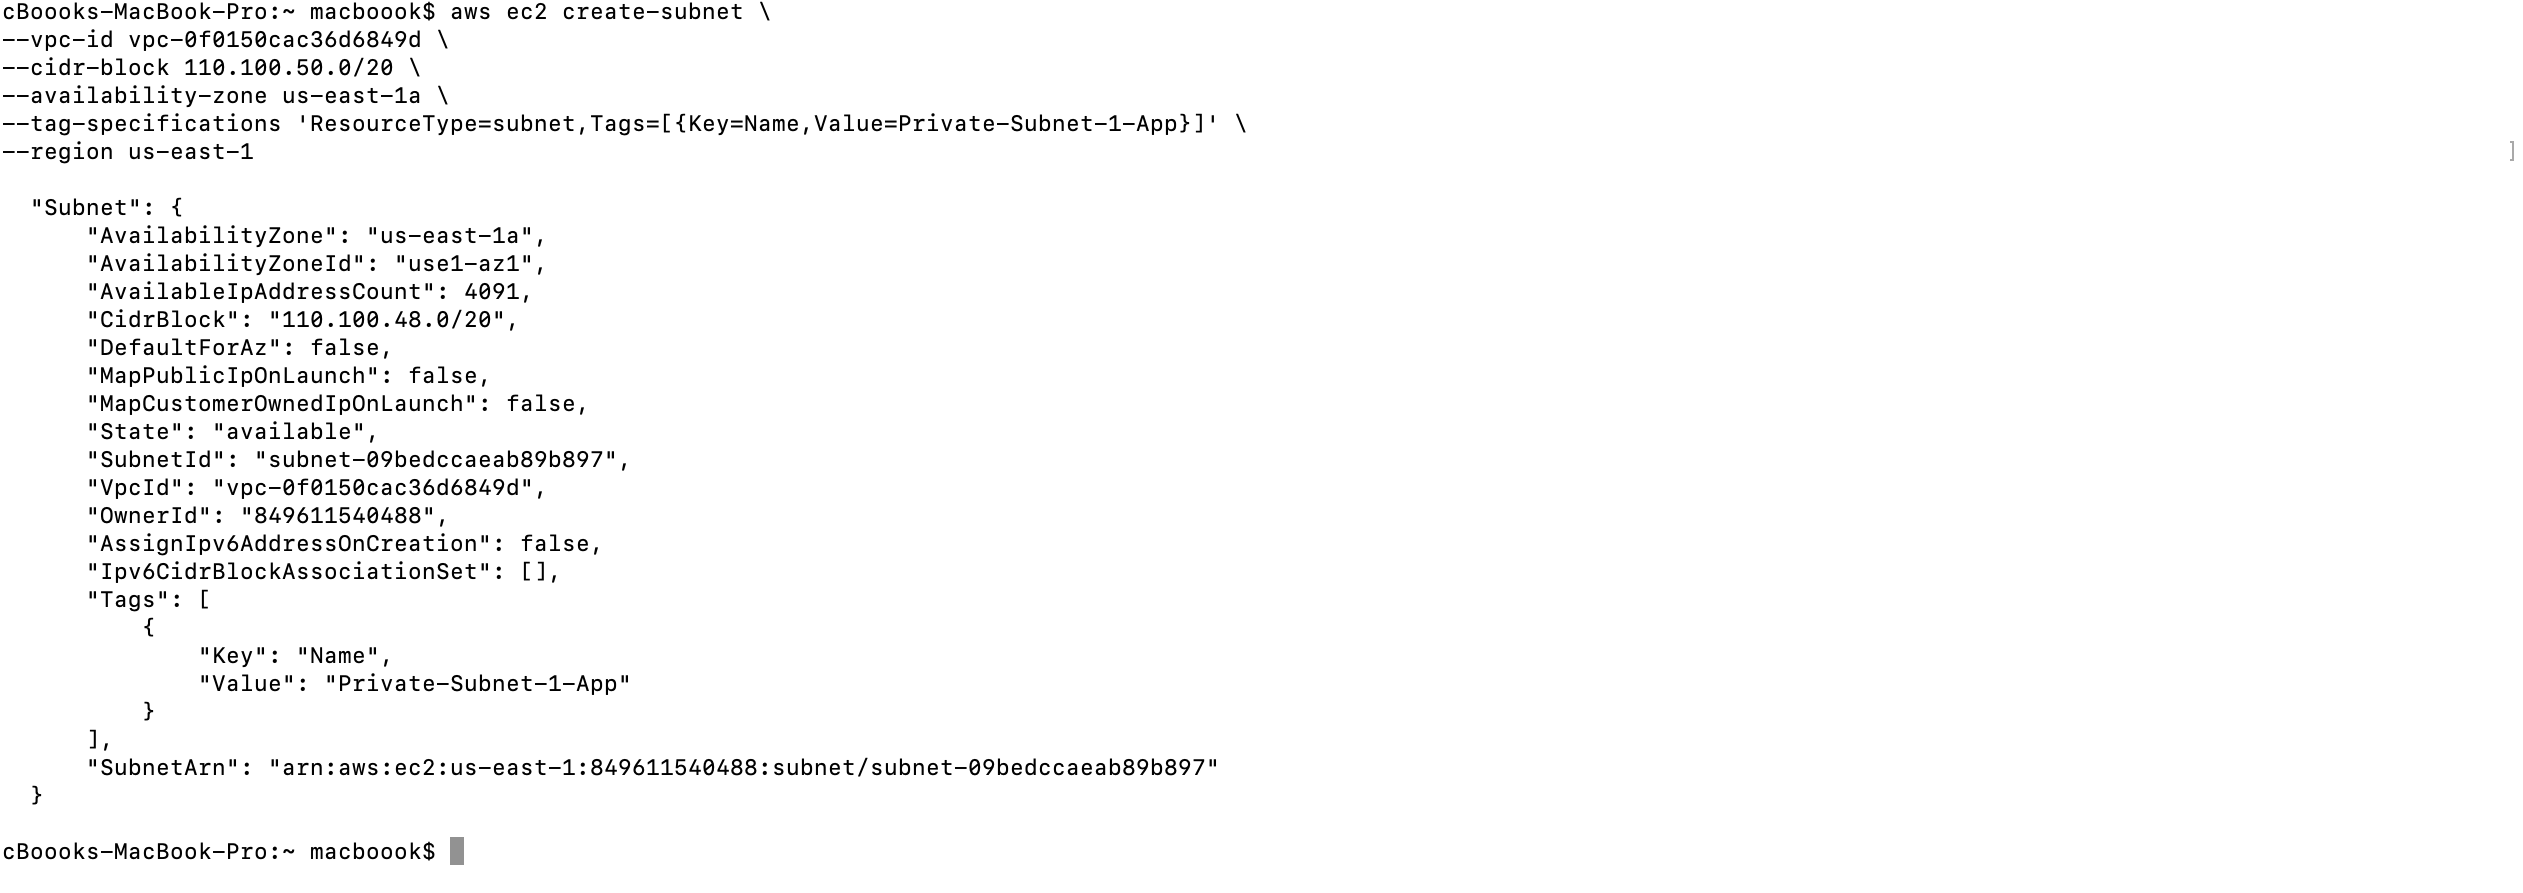 cBoooks-MacBook-Pro:~ macboook$ aws ec2 create-subnet \
--vpc-id vpc-0f0150cac36d6849d \
--cidr-block 110.100.50.0/20 \
--availability-zone us-east-1a \
--tag-specifications 'ResourceType=subnet,Tags=[{Key=Name,Value=Private-Subnet-1-App}]' \
--region us-east-1 ]
"Subnet": {
"AvailabilityZone": "us-east-1a",
"AvailabilityZoneId": "use1-az1",
"AvailableIpAddressCount": 4091,
"CidrBlock": "110.100.48.0/20",
"DefaultForAz": false,
"MapPublicIpOnLaunch": false,
"MapCustomerOwnedIpOnLaunch": false,
"State": "available",
"SubnetId": "subnet-09bedccaeab89b897",
"VpcId": "vpc-0f0150cac36d6849d",
"OwnerId": "849611540488",
"AssignIpv6AddressOnCreation": false,
"Ipv6CidrBlockAssociationSet": [],
"Tags": [
{
"Key": "Name",
"Value": "Private-Subnet-1-App"
}
],
"SubnetArn": "arn:aws:ec2:us-east-1:849611540488:subnet/subnet-09bedccaeab89b897"
}
cBoooks-MacBook-Pro:~ macboook$